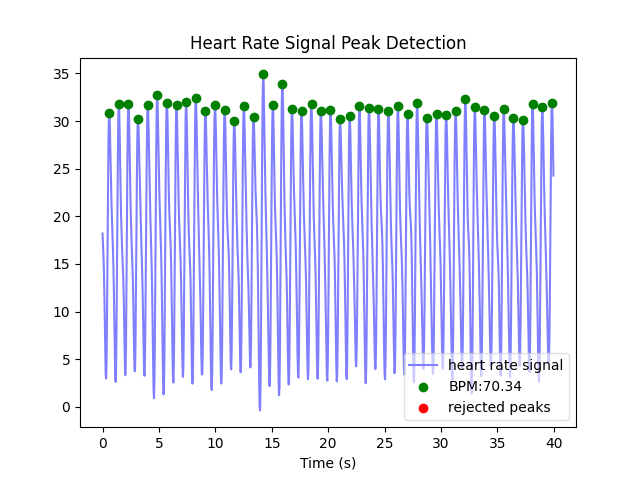 Heart Rate Signal Peak Detection
35
30
25
20
15
10
5
0
heart rate signal
BPM:70.34
rejected peaks
0 5 10 15 20 25 30 35 40
Time (s)